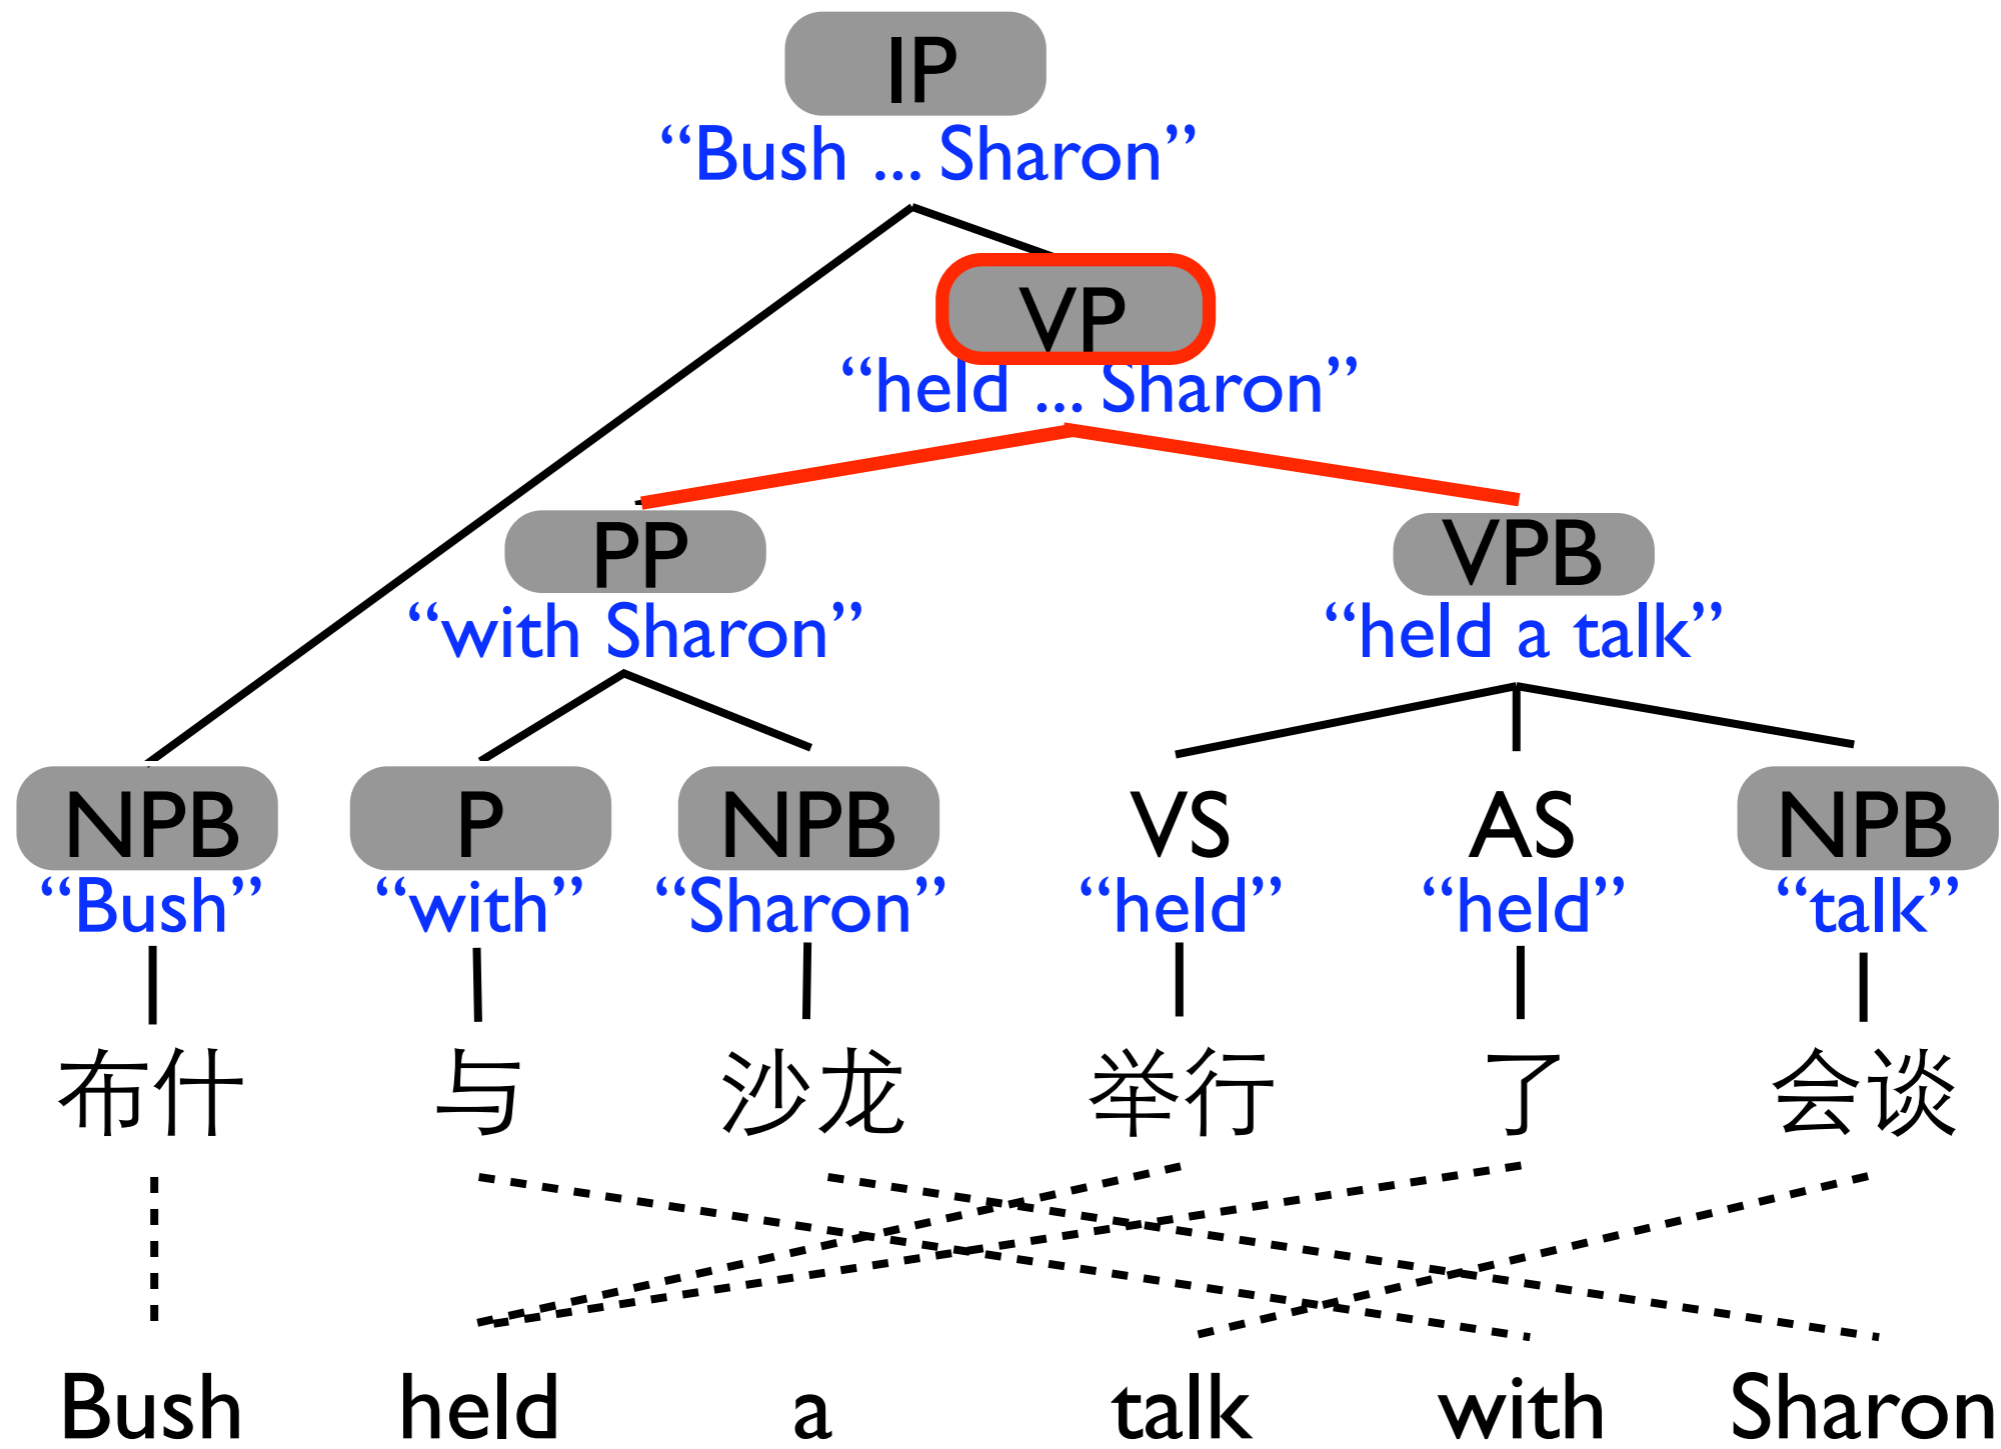 IP
“Bush ... Sharon”
VP
“held ... Sharon”
PP VPB
“with Sharon” “held a talk”
NPB P NPB VS AS NPB
“Bush” “with” “Sharon” “held” “held” “talk”
布什 与 沙龙 举行 了 会谈
Bush held a talk with Sharon